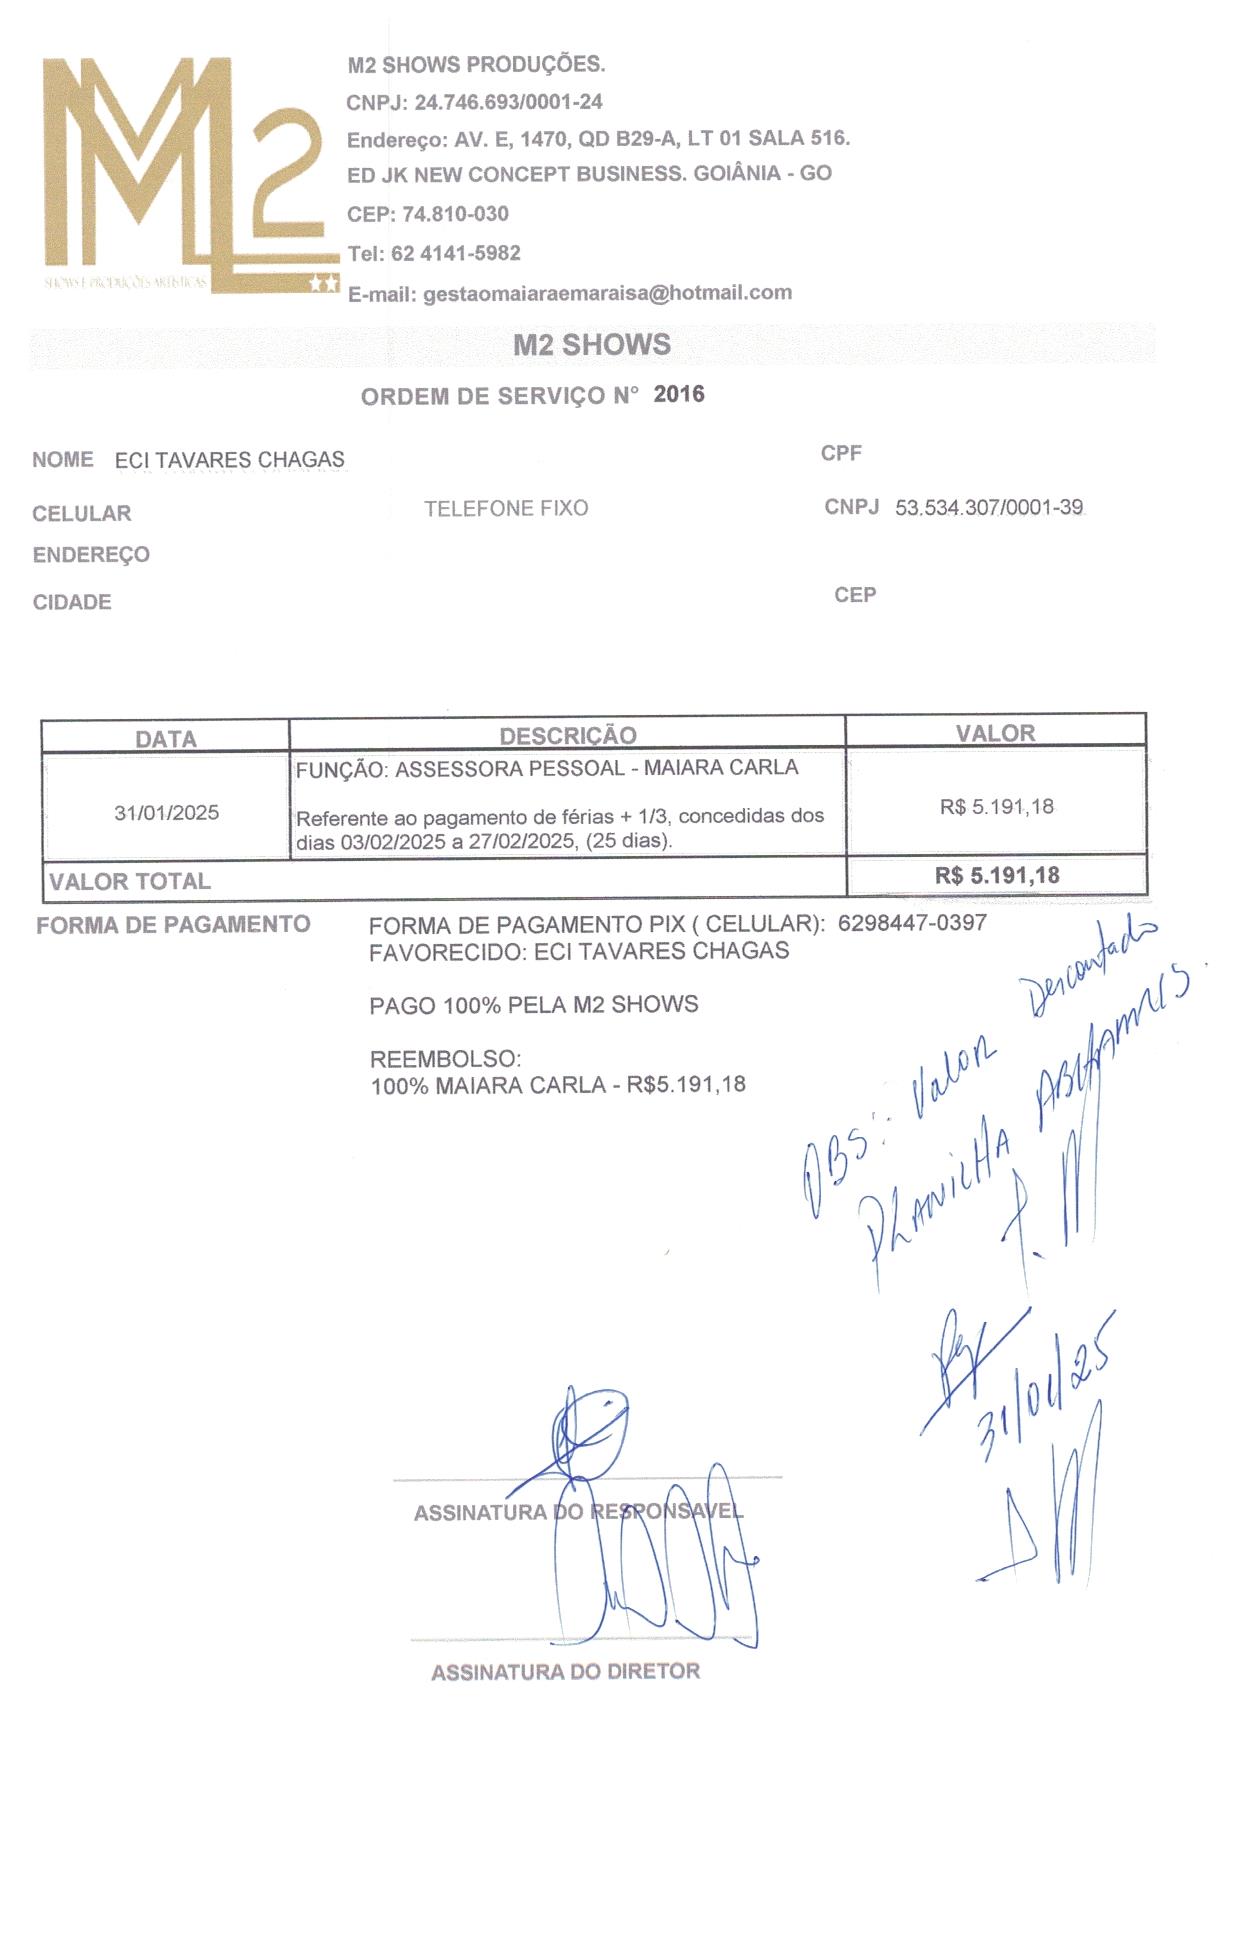 M2 SHOWS PRODUÇÕES.
CNPJ: 24.746.693/0001-24
Endereço: AV. E, 1470, QD B29-A, LT 01 SALA 516.
ED JK NEW CONCEPT BUSINESS. GOIÂNIA - GO
CEP: 74.810-030
Tel: 62 4141-5982
E-mail: gestaomaiaraemaraisa@hotmail.com
M2
SHOWS E PRODUÇÕES ARTÍSTICAS
M2 SHOWS
ORDEM DE SERVIÇO N° 2016
NOME ECI TAVARES CHAGAS CPF
CELULAR TELEFONE FIXO CNPJ 53.534.307/0001-39
ENDEREÇO
CIDADE CEP
DATA DESCRIÇÃO VALOR
FUNÇÃO: ASSESSORA PESSOAL - MAIARA CARLA
31/01/2025 R$ 5.191,18
Referente ao pagamento de férias + 1/3, concedidas dos
dias 03/02/2025 a 27/02/2025, (25 dias).
VALOR TOTAL R$ 5.191,18
FORMA DE PAGAMENTO FORMA DE PAGAMENTO PIX ( CELULAR): 6298447-0397
FAVORECIDO: ECI TAVARES CHAGAS
PAGO 100% PELA M2 SHOWS
REEMBOLSO:
100% MAIARA CARLA - R$5.191,18
OBS: Valor Descontado
PLANILHA
31/01/25
ASSINATURA DO RESPONSAVEL
ASSINATURA DO DIRETOR